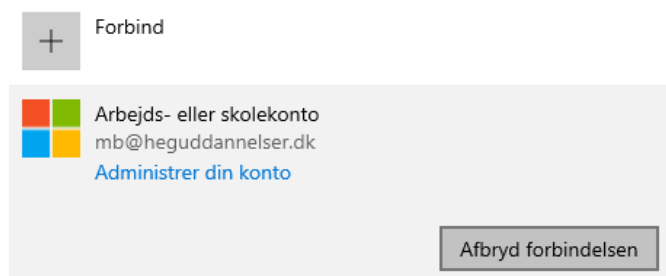 Forbind
Arbejds- eller skolekonto
mb@heguddannelser.dk
Administrer din konto
Afbryd forbindelsen